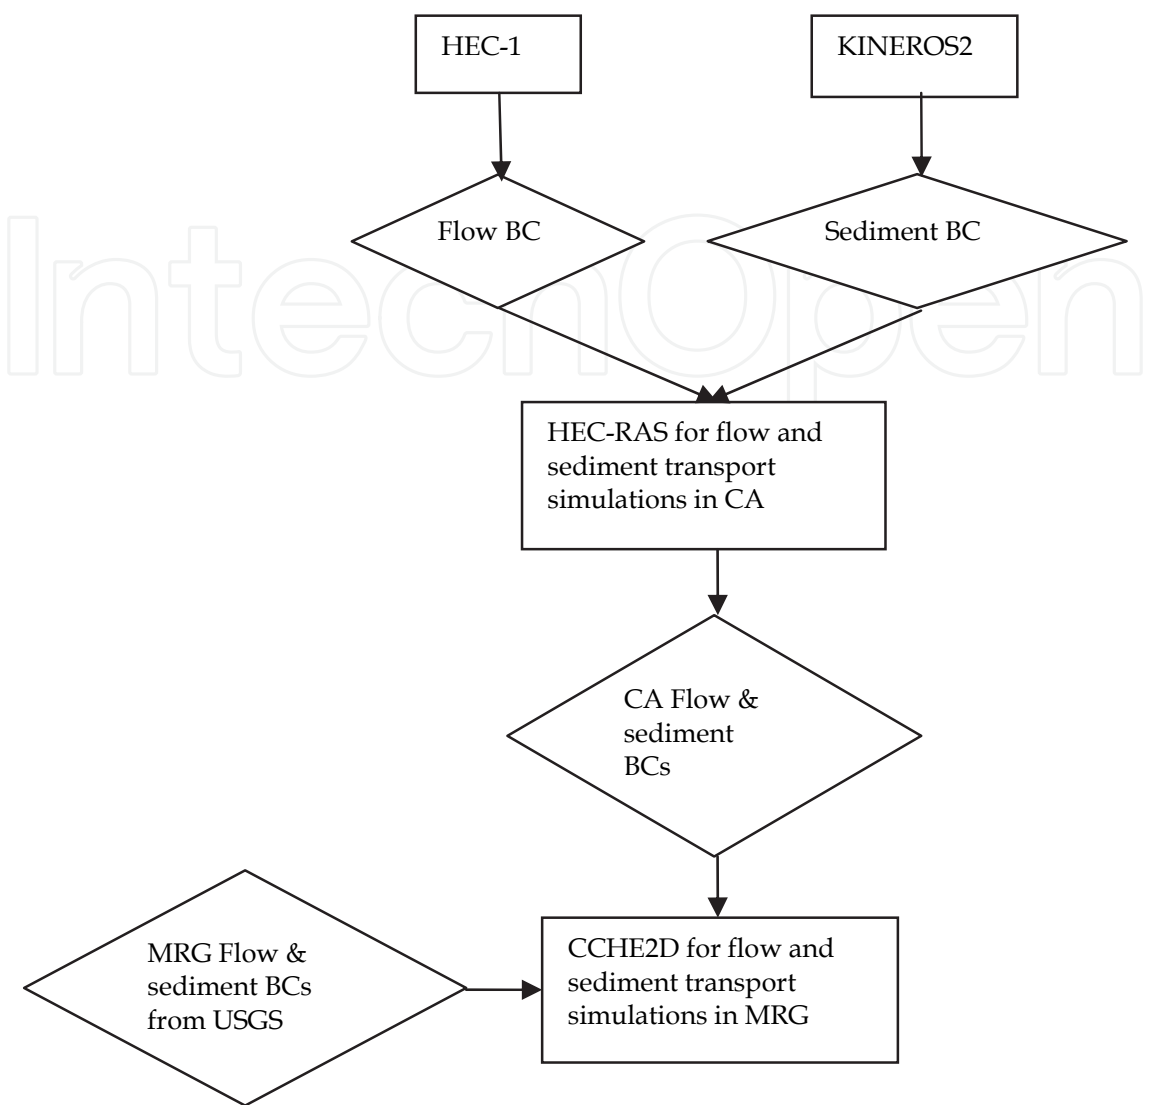 HEC-1
KINEROS2
Flow BC
Sediment BC
IntechOpen
HEC-RAS for flow and
sediment transport
simulations in CA
CA Flow &
sediment
BCs
MRG Flow &
sediment BCs
from USGS
CCHE2D for flow and
sediment transport
simulations in MRG